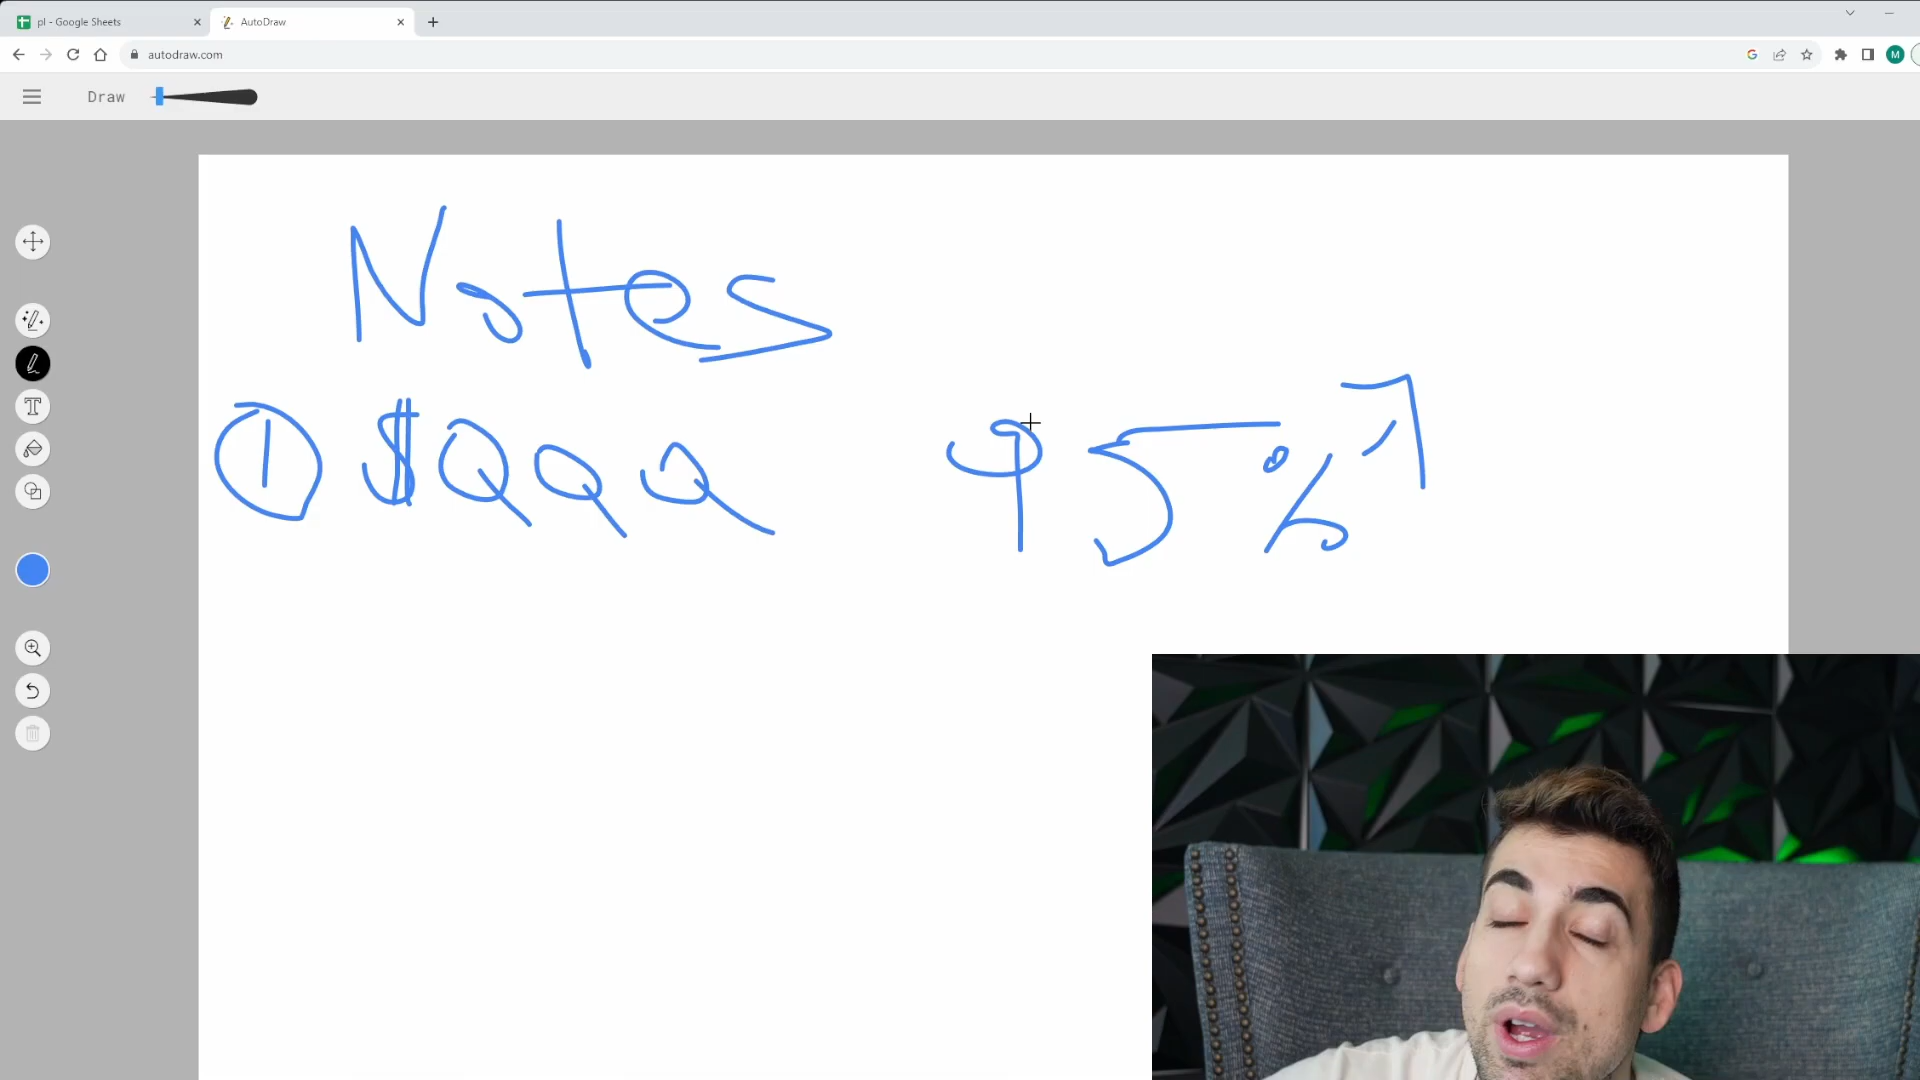 pl - Google Sheets
AutoDraw
autodraw.com
M
Draw
Notes
1 $QQQ 95%